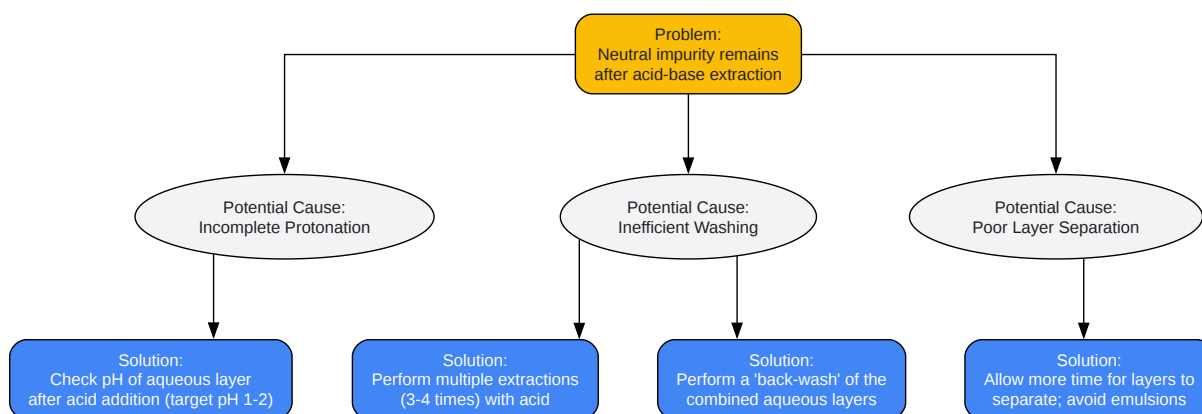 Problem:
Neutral impurity remains
after acid-base extraction
Potential Cause:
Incomplete Protonation
Potential Cause:
Inefficient Washing
Potential Cause:
Poor Layer Separation
Solution:
Check pH of aqueous layer
after acid addition (target pH 1-2)
Solution:
Perform multiple extractions
(3-4 times) with acid
Solution:
Perform a 'back-wash' of the
combined aqueous layers
Solution:
Allow more time for layers to
separate; avoid emulsions